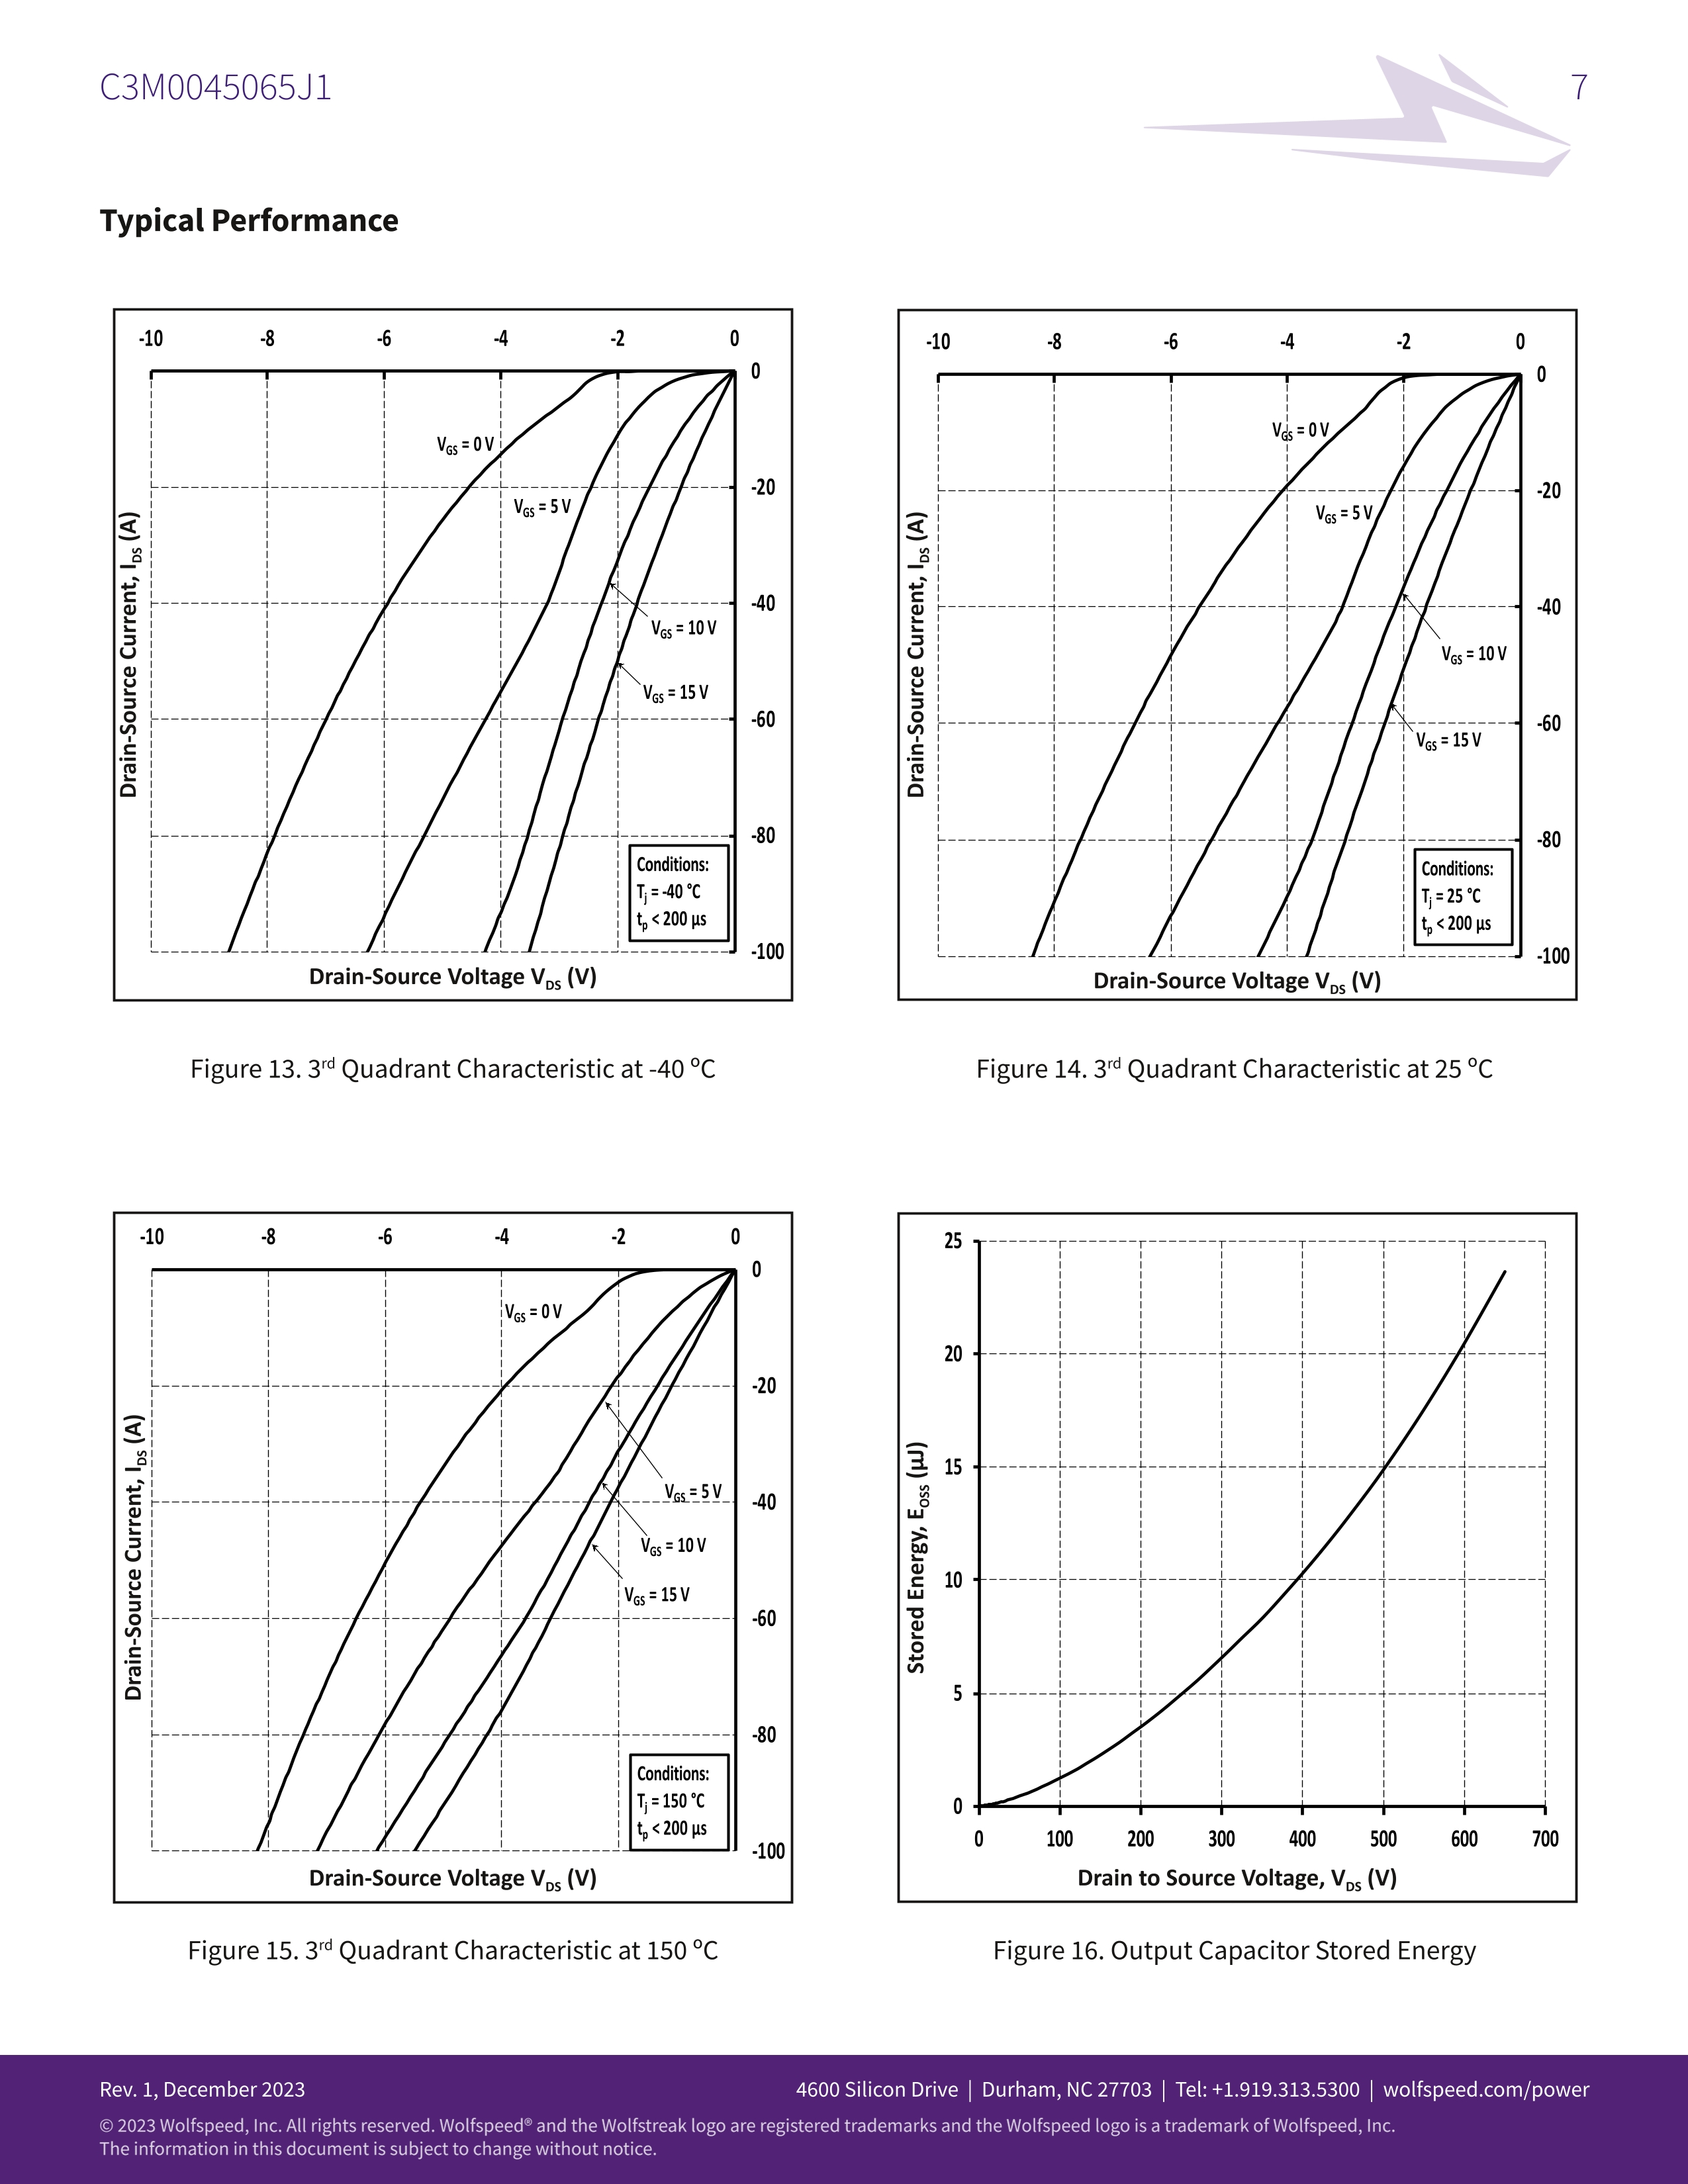 C3M0045065J1
7
Typical Performance
-10 -8 -6 -4 -2 0
0
VGS = 0 V
-20
VGS = 5 V
-40
VGS = 10 V
VGS = 15 V
-60
-80
Conditions:
Tj = -40 °C
tp < 200 µs
-100
Drain-Source Current, IDS (A)
Drain-Source Voltage VDS (V)
Figure 13. 3rd Quadrant Characteristic at -40 ºC
-10 -8 -6 -4 -2 0
0
VGS = 0 V
-20
VGS = 5 V
-40
VGS = 10 V
-60
VGS = 15 V
-80
Conditions:
Tj = 25 °C
tp < 200 µs
-100
Drain-Source Current, IDS (A)
Drain-Source Voltage VDS (V)
Figure 14. 3rd Quadrant Characteristic at 25 ºC
-10 -8 -6 -4 -2 0
0
VGS = 0 V
-20
VGS = 5 V
-40
VGS = 10 V
VGS = 15 V
-60
-80
Conditions:
Tj = 150 °C
tp < 200 µs
-100
Drain-Source Current, IDS (A)
Drain-Source Voltage VDS (V)
Figure 15. 3rd Quadrant Characteristic at 150 ºC
25
20
15
10
5
0
0 100 200 300 400 500 600 700
Stored Energy, EOSS (µJ)
Drain to Source Voltage, VDS (V)
Figure 16. Output Capacitor Stored Energy
Rev. 1, December 2023
4600 Silicon Drive | Durham, NC 27703 | Tel: +1.919.313.5300 | wolfspeed.com/power
© 2023 Wolfspeed, Inc. All rights reserved. Wolfspeed® and the Wolfstreak logo are registered trademarks and the Wolfspeed logo is a trademark of Wolfspeed, Inc.
The information in this document is subject to change without notice.